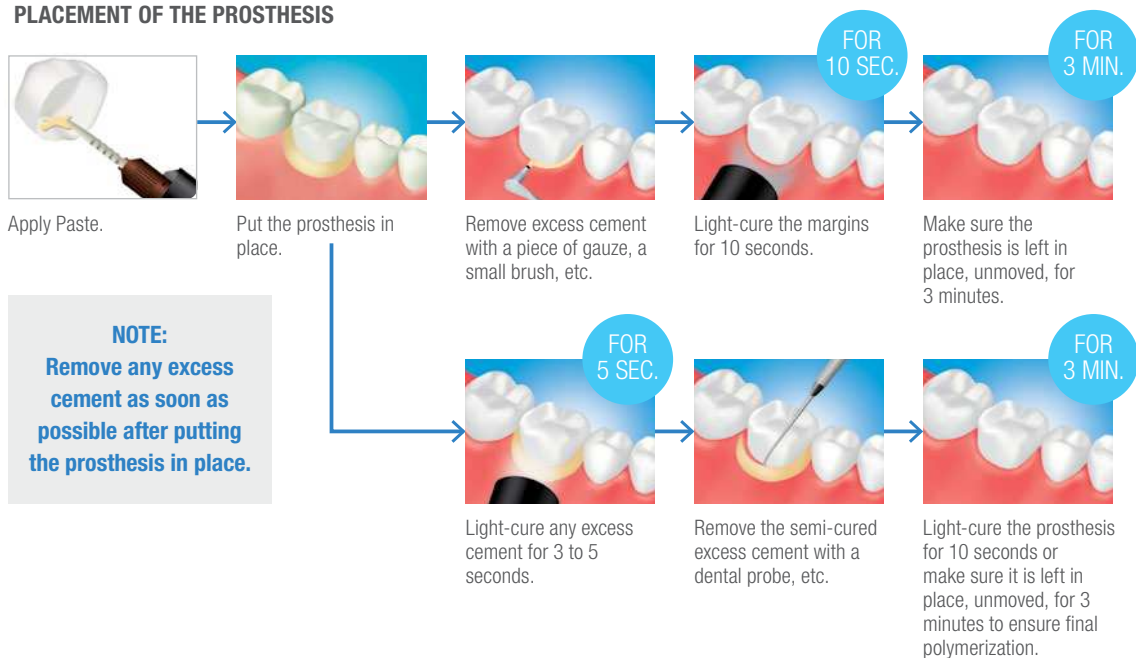 PLACEMENT OF THE PROSTHESIS
FOR
10 SEC.
FOR
3 MIN.
Apply Paste.
Put the prosthesis in
place.
Remove excess cement
with a piece of gauze, a
small brush, etc.
Light-cure the margins
for 10 seconds.
Make sure the
prosthesis is left in
place, unmoved, for
3 minutes.
NOTE:
Remove any excess
cement as soon as
possible after putting
the prosthesis in place.
FOR
5 SEC.
FOR
3 MIN.
Light-cure any excess
cement for 3 to 5
seconds.
Remove the semi-cured
excess cement with a
dental probe, etc.
Light-cure the prosthesis
for 10 seconds or
make sure it is left in
place, unmoved, for 3
minutes to ensure final
polymerization.